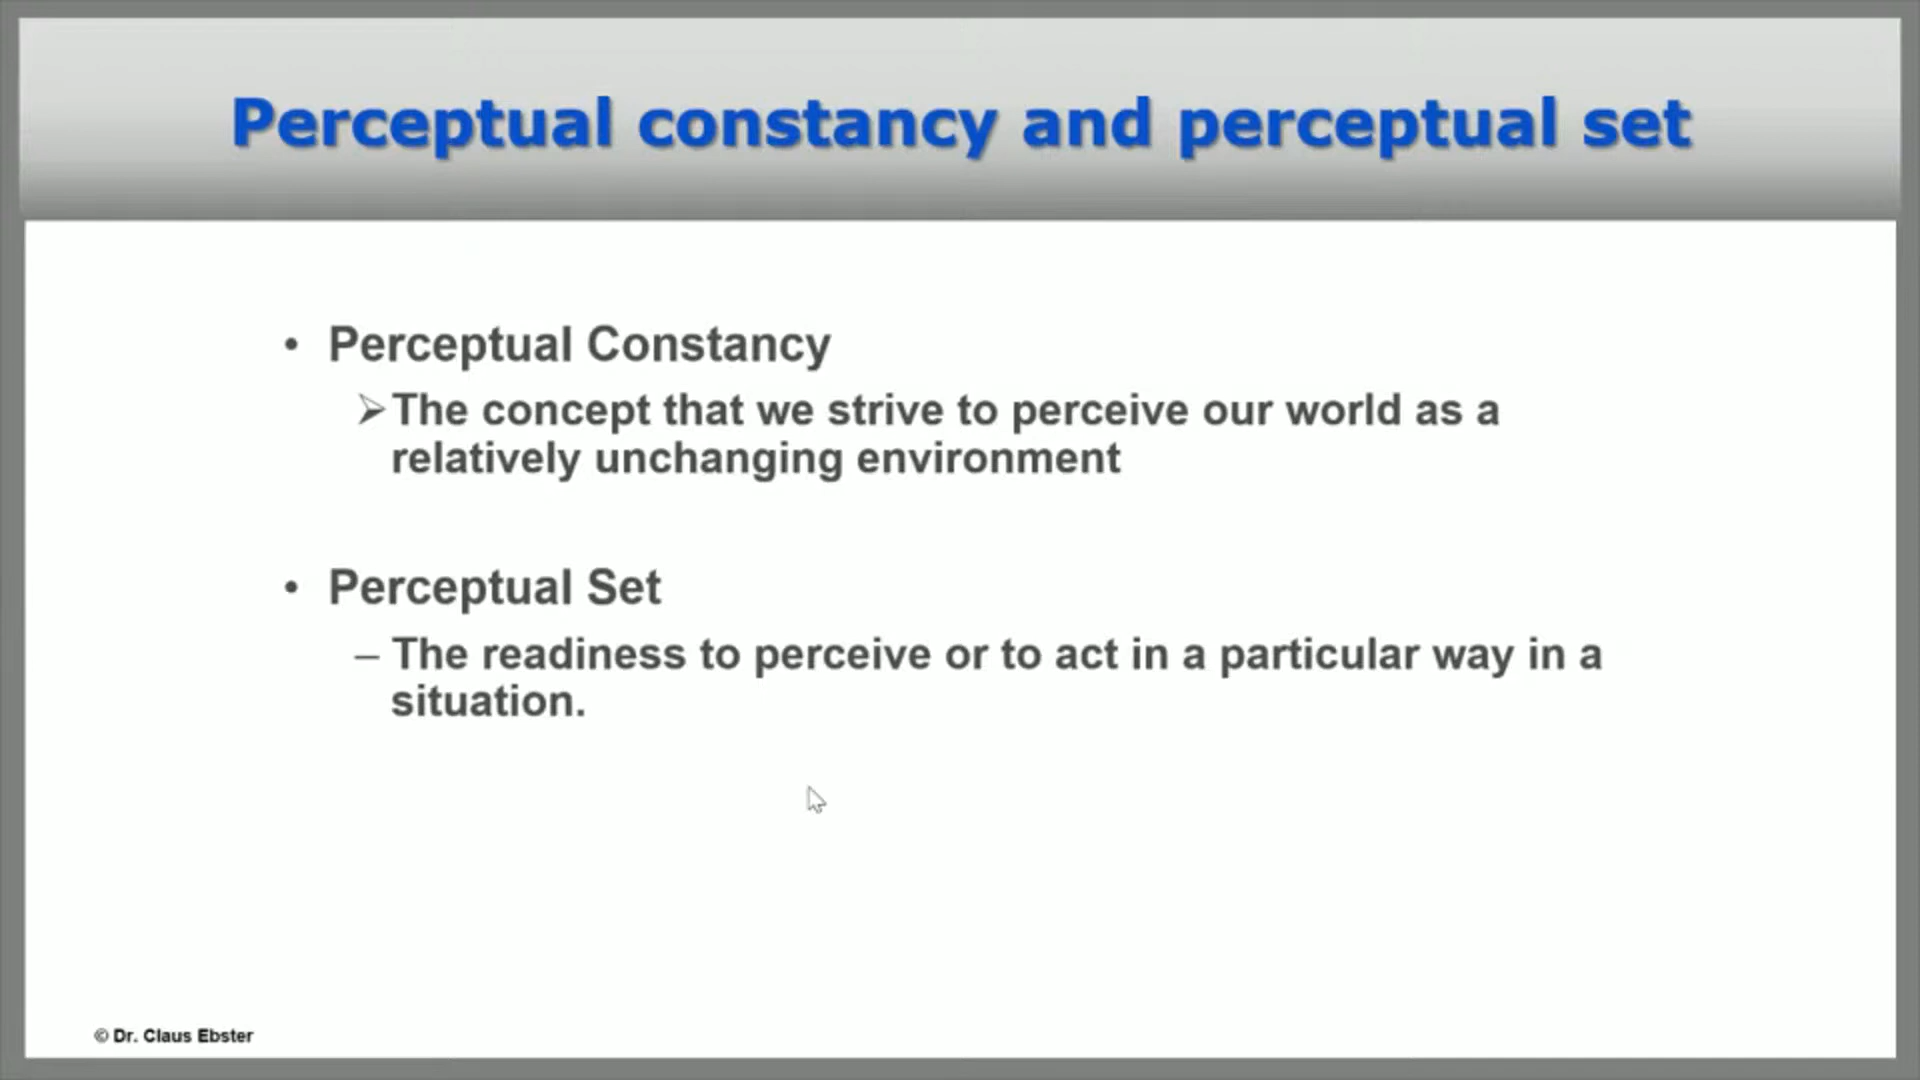 Perceptual constancy and perceptual set
• Perceptual Constancy
➢The concept that we strive to perceive our world as a
relatively unchanging environment
• Perceptual Set
– The readiness to perceive or to act in a particular way in a
situation.
© Dr. Claus Ebster